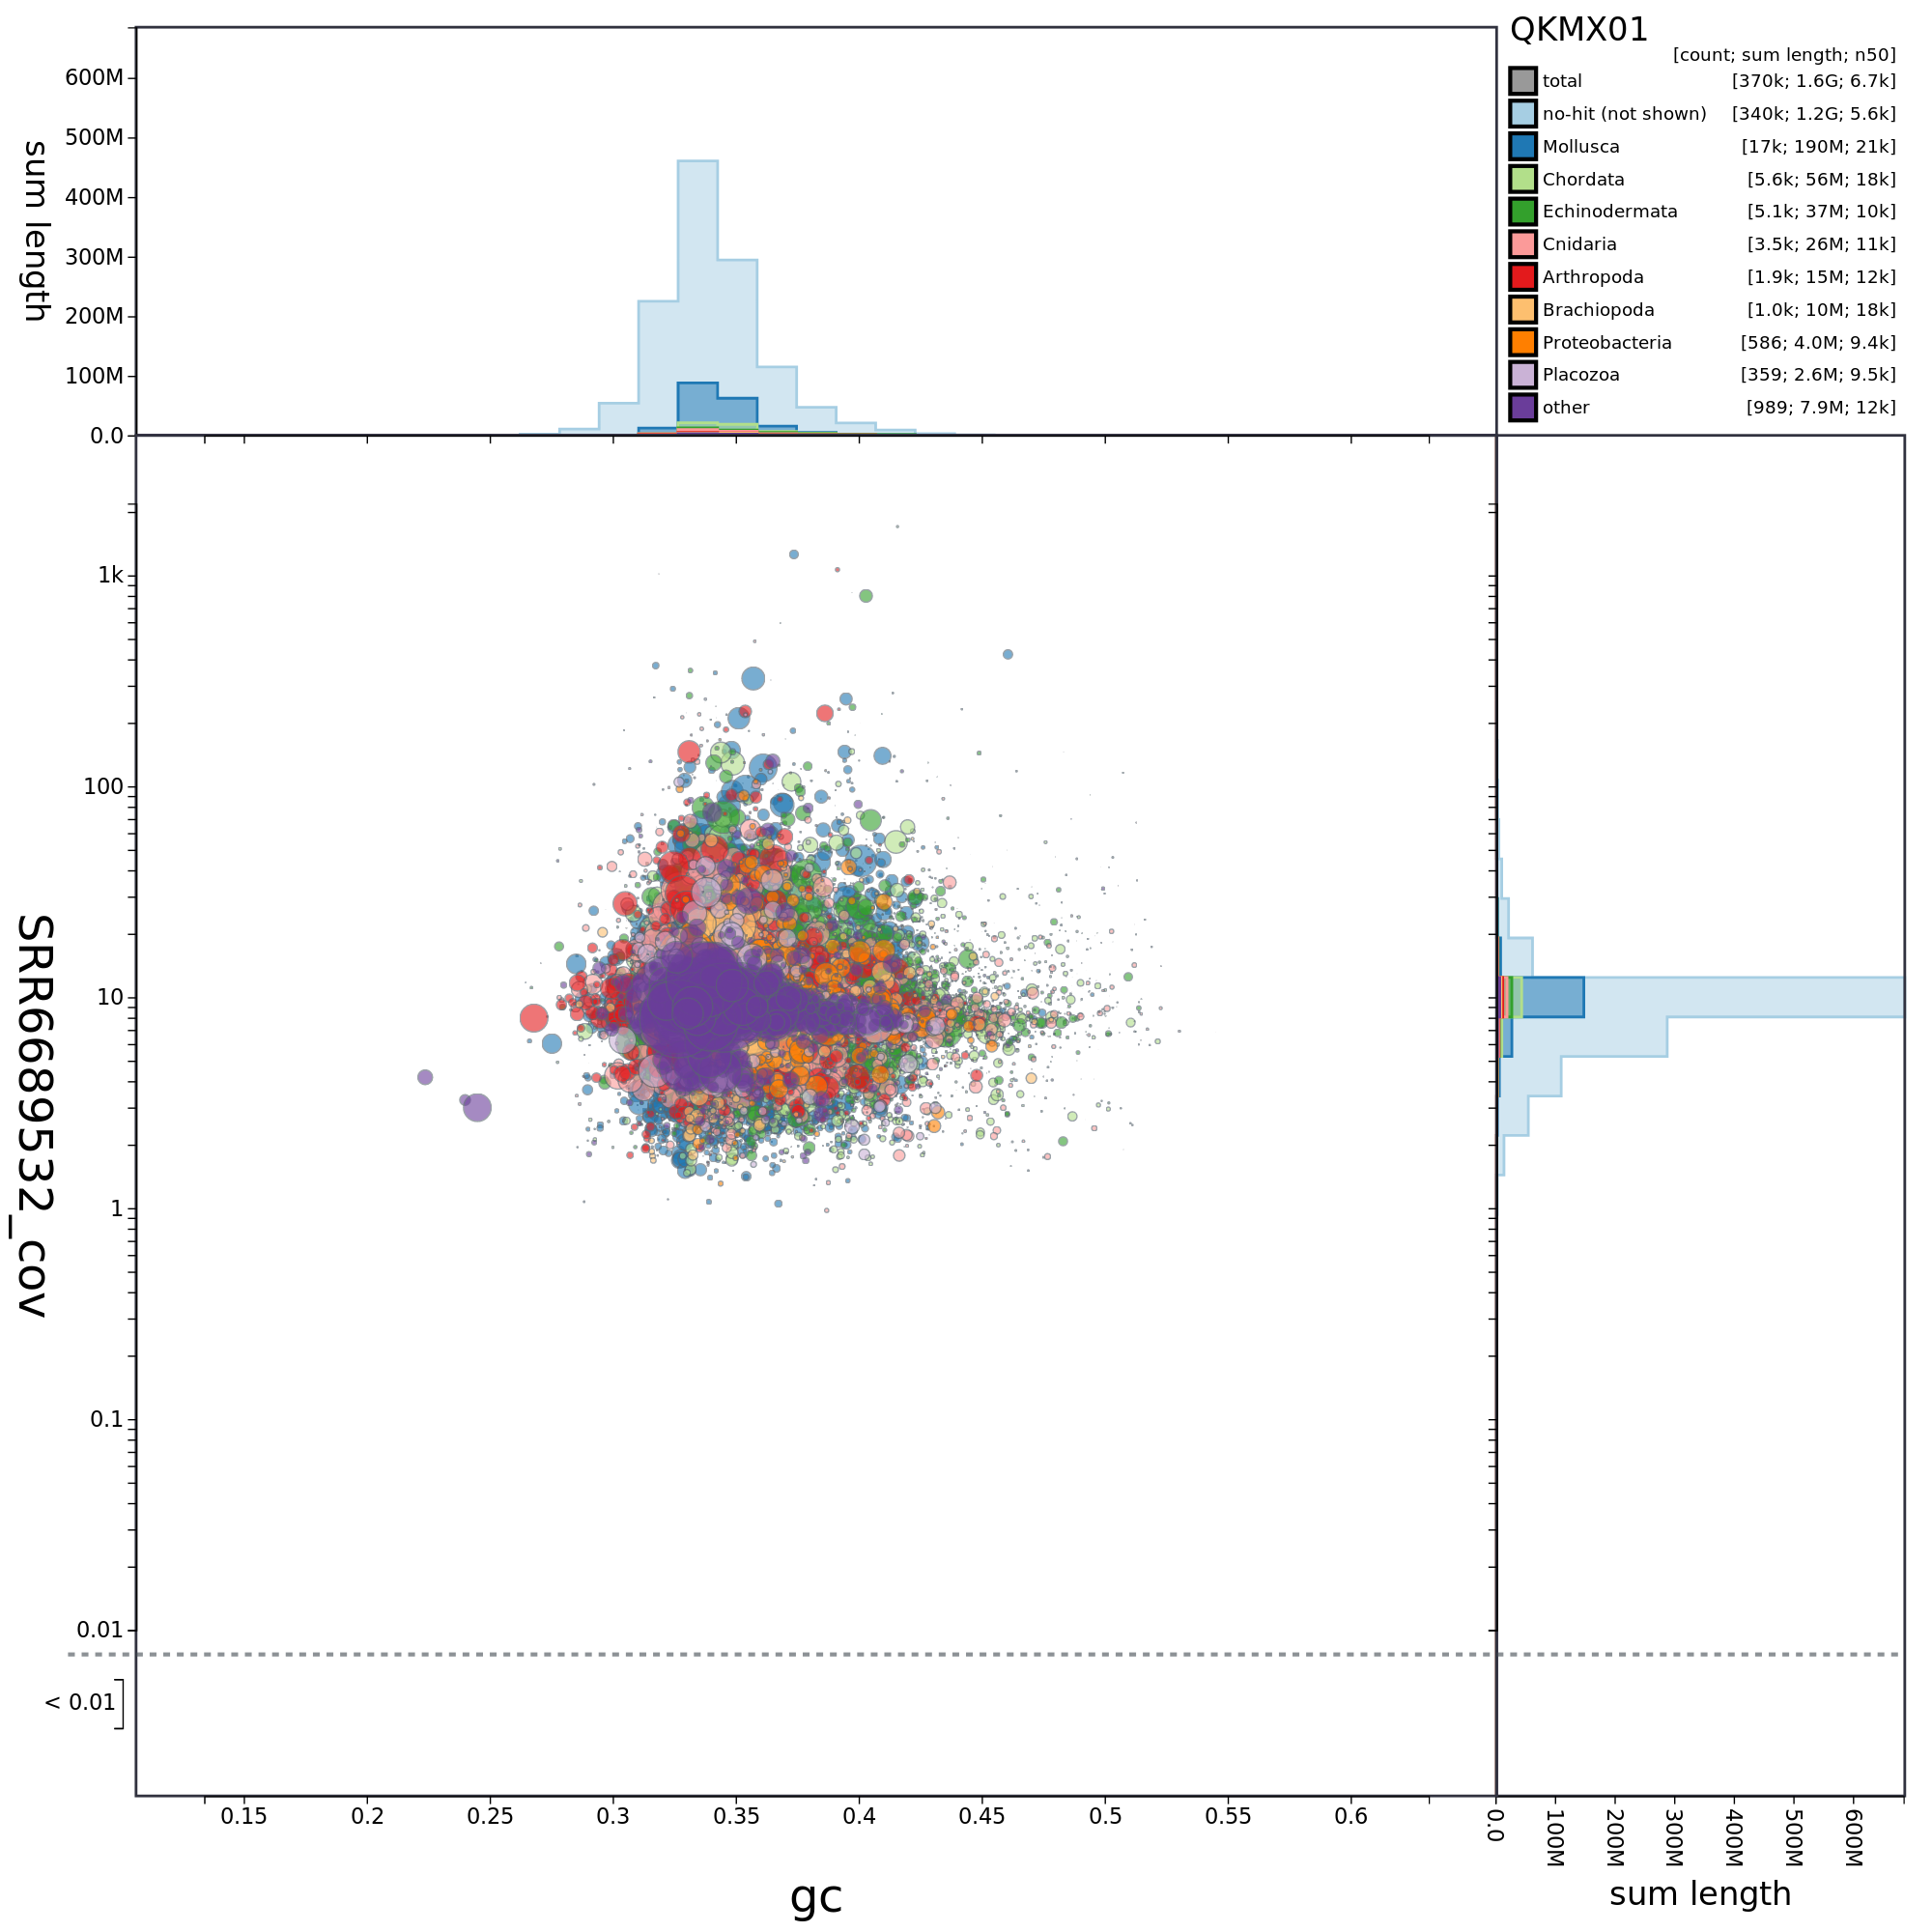 QKMX01
[count; sum length; n50]
total [370k; 1.6G; 6.7k]
no-hit (not shown) [340k; 1.2G; 5.6k]
Mollusca [17k; 190M; 21k]
Chordata [5.6k; 56M; 18k]
Echinodermata [5.1k; 37M; 10k]
Cnidaria [3.5k; 26M; 11k]
Arthropoda [1.9k; 15M; 12k]
Brachiopoda [1.0k; 10M; 18k]
Proteobacteria [586; 4.0M; 9.4k]
Placozoa [359; 2.6M; 9.5k]
other [989; 7.9M; 12k]
sum length
600M
500M
400M
300M
200M
100M
0.0
SRR6689532_cov
1k
100
10
1
0.1
0.01
< 0.01
0.15 0.2 0.25 0.3 0.35 0.4 0.45 0.5 0.55 0.6
gc
0.0 100M 200M 300M 400M 500M 600M
sum length